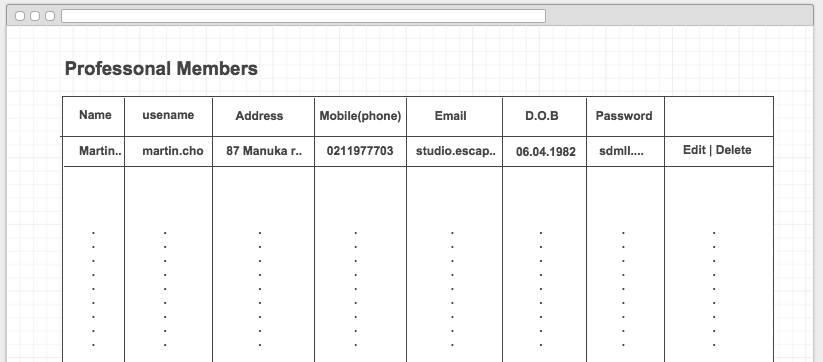 Professonal Members
Name usename Address Mobile(phone) Email D.O.B Password
Martin.. martin.cho 87 Manuka r.. 0211977703 studio.escap.. 06.04.1982 sdmll.... Edit | Delete